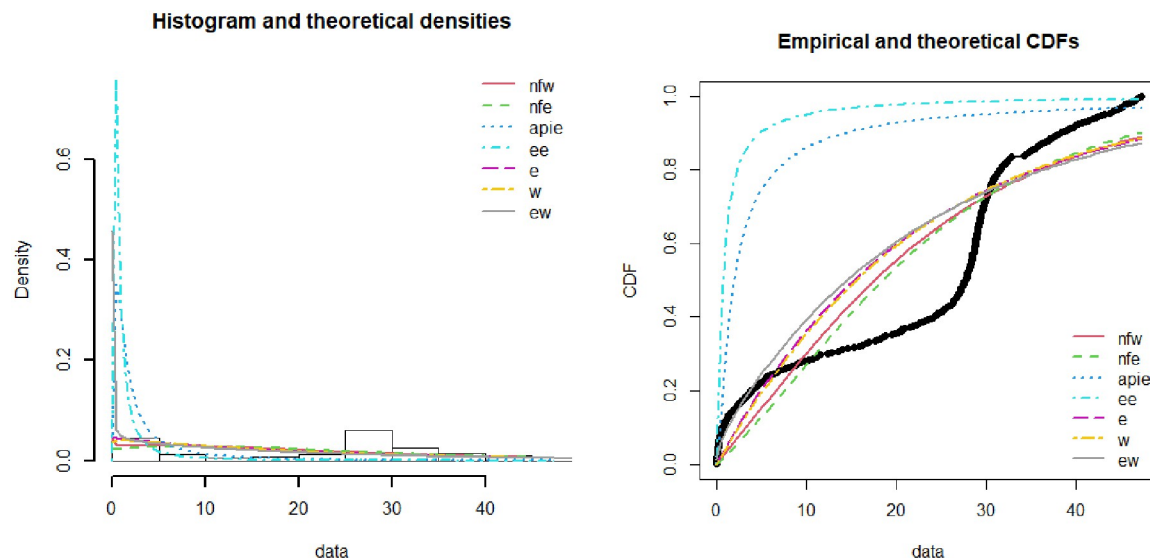 Histogram and theoretical densities
nfw
nfe
apie
ee
e
w
ew
Density
0.0 0.2 0.4 0.6
0 10 20 30 40
data
Empirical and theoretical CDFs
CDF
0.0 0.2 0.4 0.6 0.8 1.0
nfw
nfe
apie
ee
e
w
ew
0 10 20 30 40
data